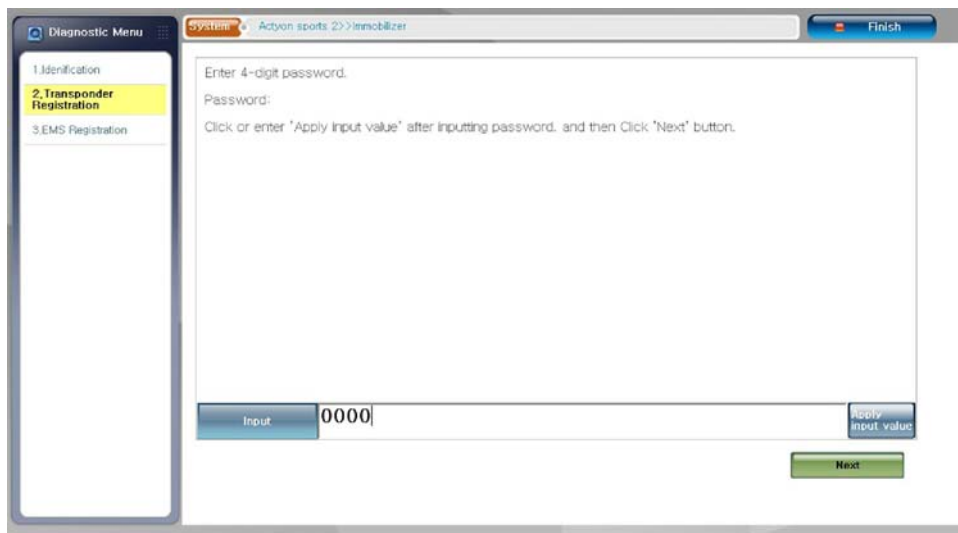 Diagnostic Menu
System
Actyon sports 2>>Immobilizer
Finish
1.Idenification
2.Transponder
Registration
3.EMS Registration
Enter 4-digit password.
Password:
Click or enter 'Apply input value' after inputting password. and then Click 'Next' button.
Input
0000
Apply
input value
Next